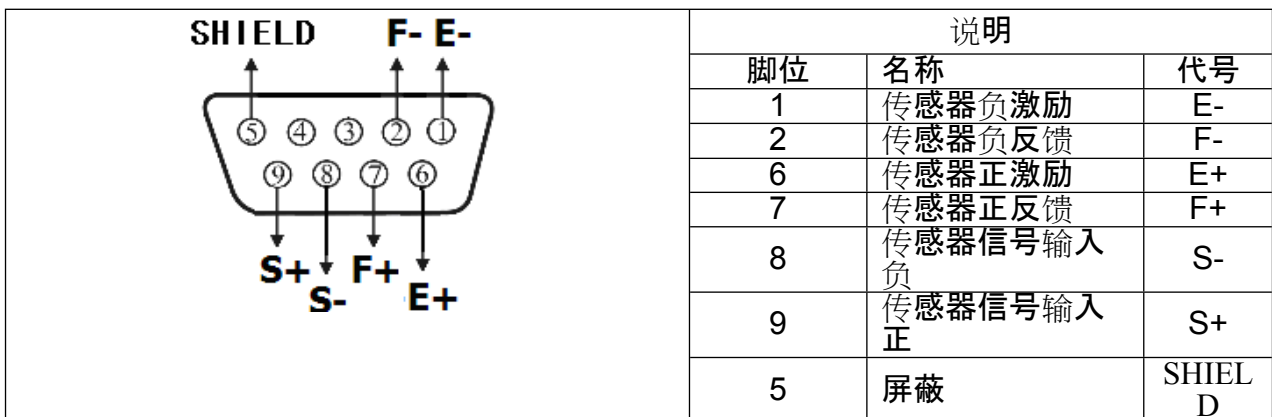 SHIELD F- E-
⑤ ④ ③ ② ①
⑨ ⑧ ⑦ ⑥
S+ F+
S- E+
说明
脚位 名称 代号
1 传感器负激励 E-
2 传感器负反馈 F-
6 传感器正激励 E+
7 传感器正反馈 F+
8 传感器信号输入
负 S-
9 传感器信号输入
正 S+
5 屏蔽 SHIEL
D